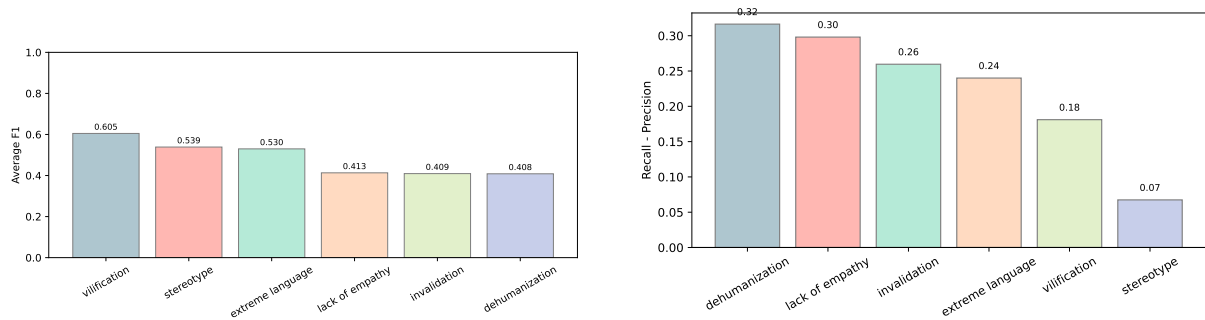 1.0
0.8
0.6
0.4
0.2
0.0
Average F1
0.605
0.539
0.530
0.413
0.409
0.408
vilification
stereotype
extreme language
lack of empathy
invalidation
dehumanization
0.30
0.25
0.20
0.15
0.10
0.05
0.00
Recall - Precision
0.32
0.30
0.26
0.24
0.18
0.07
dehumanization
lack of empathy
invalidation
extreme language
vilification
stereotype